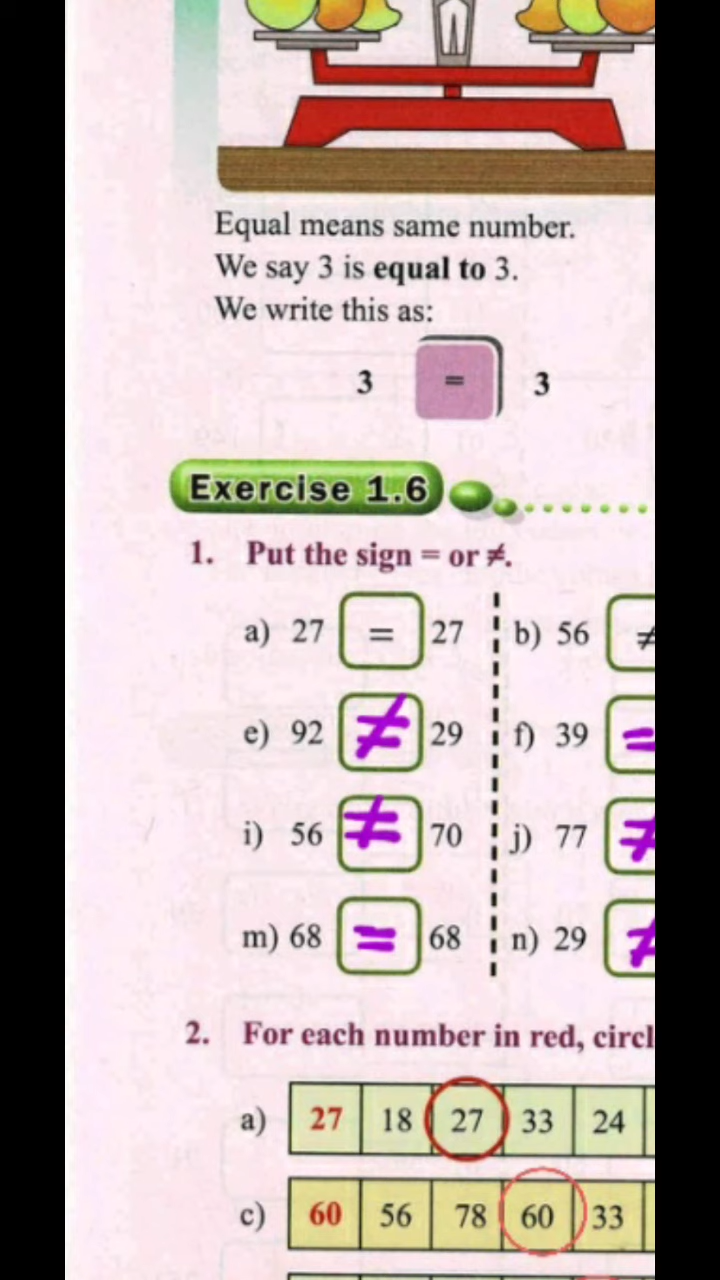 Equal means same number.
We say 3 is equal to 3.
We write this as:
3 = 3
Exercise 1.6
1. Put the sign = or ≠.
a) 27 = 27 b) 56 ≠
e) 92 ≠ 29 f) 39 =
i) 56 ≠ 70 j) 77 ≠
m) 68 = 68 n) 29 ≠
2. For each number in red, circl
a) 27 18 27 33 24
c) 60 56 78 60 33